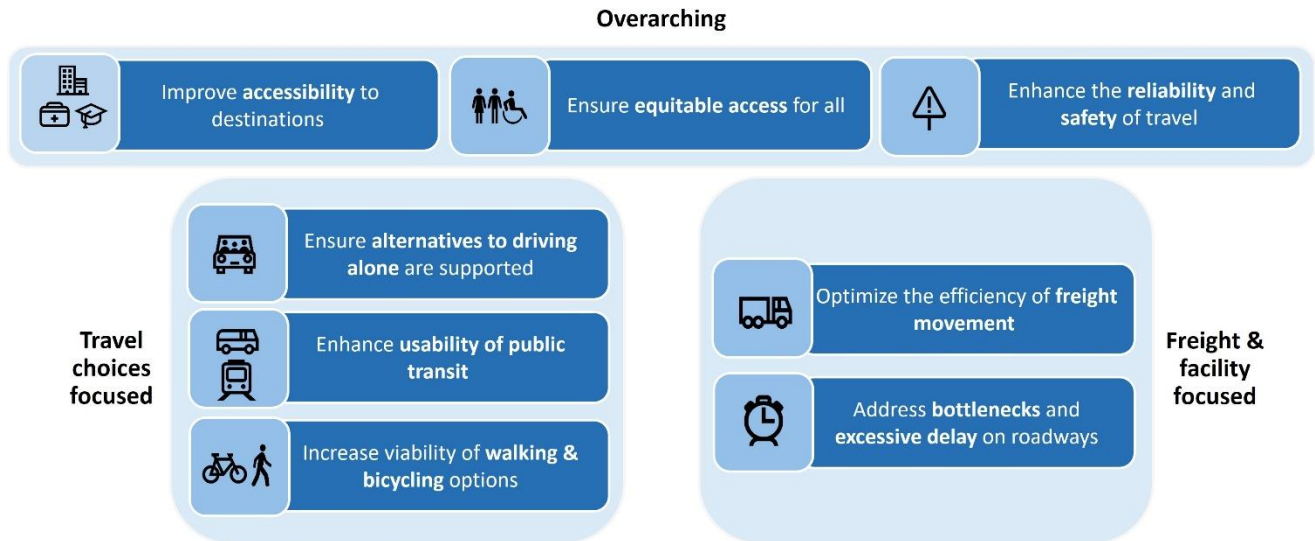 Overarching
Improve accessibility to
destinations
Ensure equitable access for all
Enhance the reliability and
safety of travel
Travel
choices
focused
Ensure alternatives to driving
alone are supported
Enhance usability of public
transit
Increase viability of walking &
bicycling options
Optimize the efficiency of freight
movement
Address bottlenecks and
excessive delay on roadways
Freight &
facility
focused